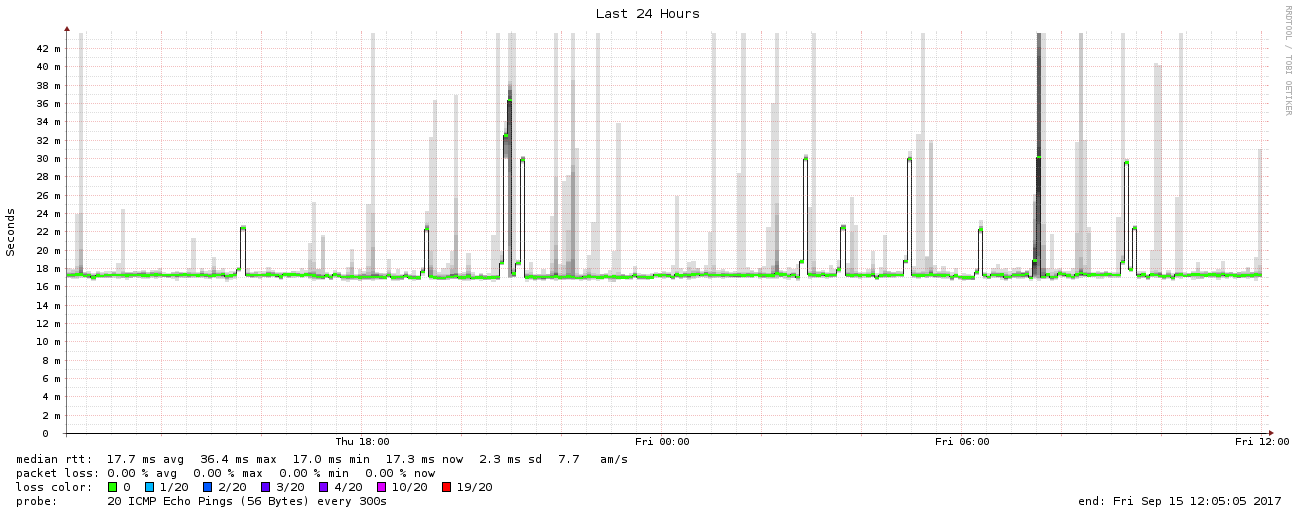 Last 24 Hours
RRDTOOL / TOBI OETIKER
Seconds
42 m
40 m
38 m
36 m
34 m
32 m
30 m
28 m
26 m
24 m
22 m
20 m
18 m
16 m
14 m
12 m
10 m
8 m
6 m
4 m
2 m
0
Thu 18:00 Fri 00:00 Fri 06:00 Fri 12:00
median rtt: 17.7 ms avg 36.4 ms max 17.0 ms min 17.3 ms now 2.3 ms sd 7.7 am/s
packet loss: 0.00 % avg 0.00 % max 0.00 % min 0.00 % now
loss color: 0 1/20 2/20 3/20 4/20 10/20 19/20
probe: 20 ICMP Echo Pings (56 Bytes) every 300s end: Fri Sep 15 12:05:05 2017